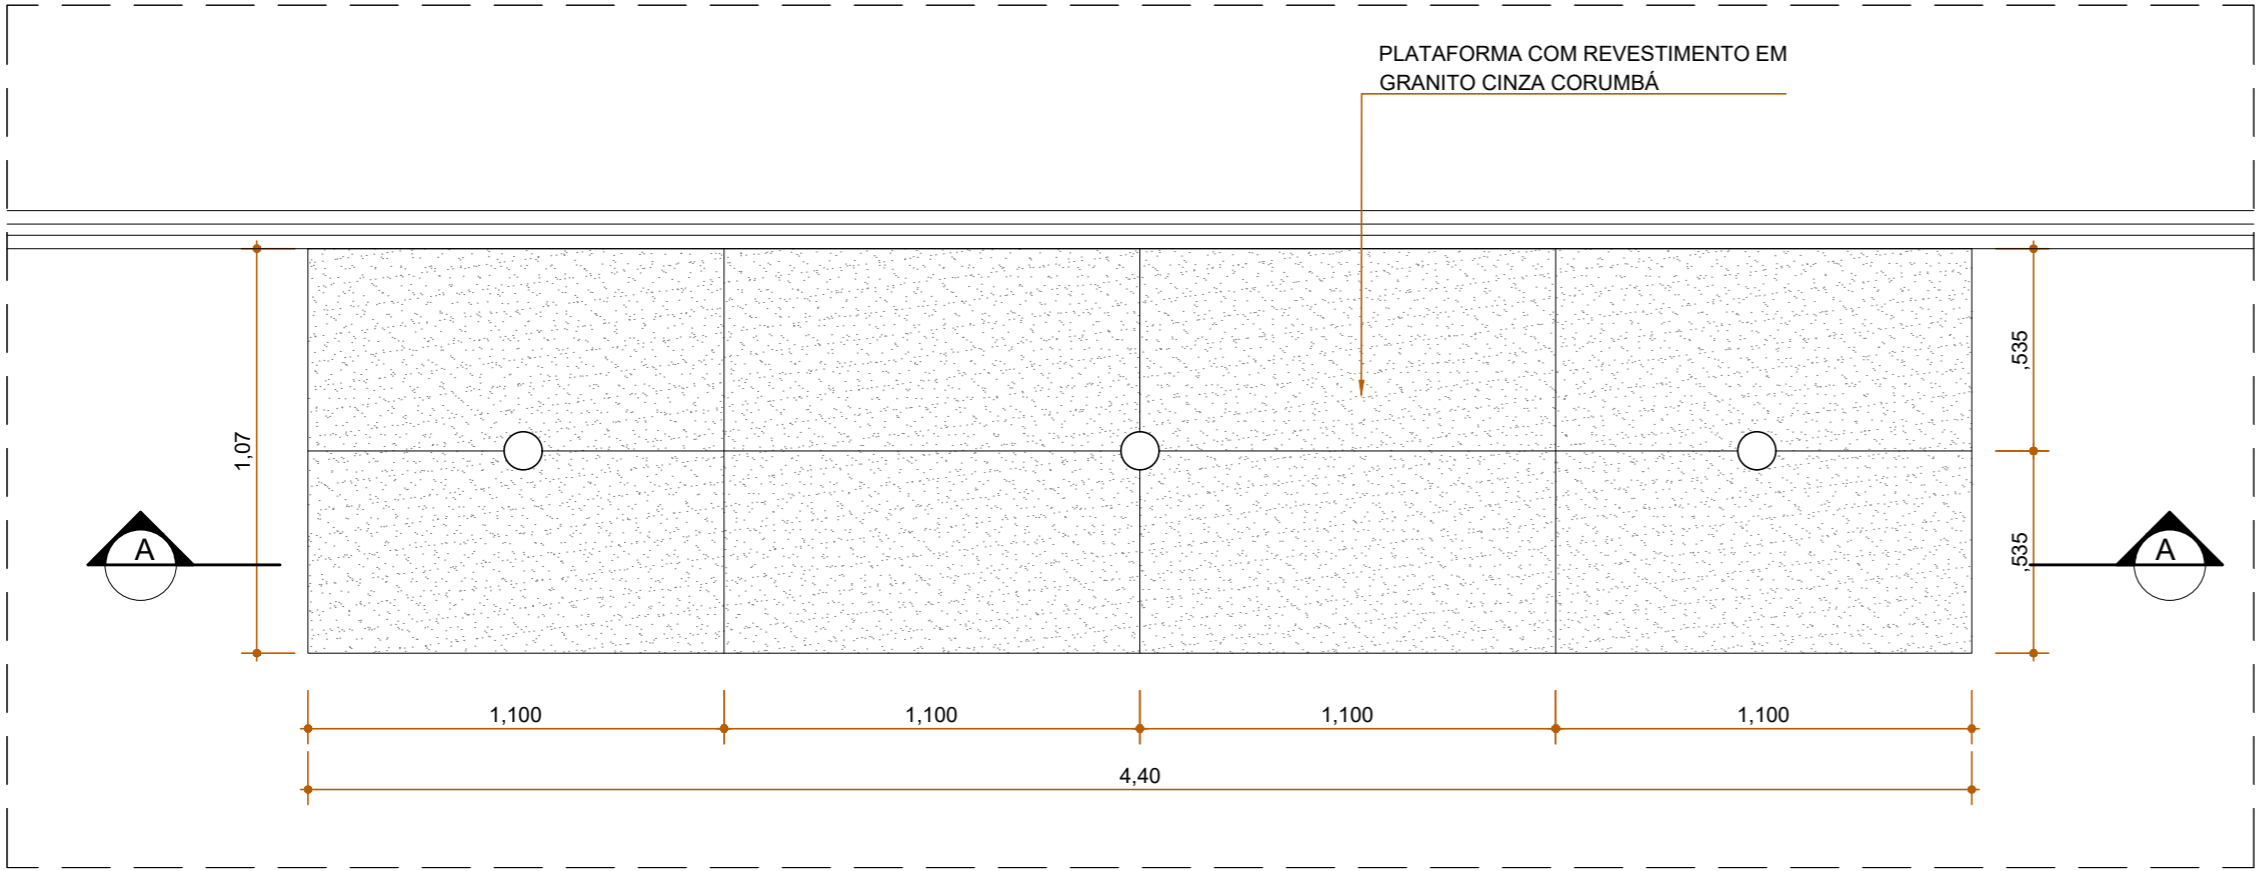 PLATAFORMA COM REVESTIMENTO EM
GRANITO CINZA CORUMBÁ
,535
1,07
A
,535
A
1,100
1,100
1,100
1,100
4,40